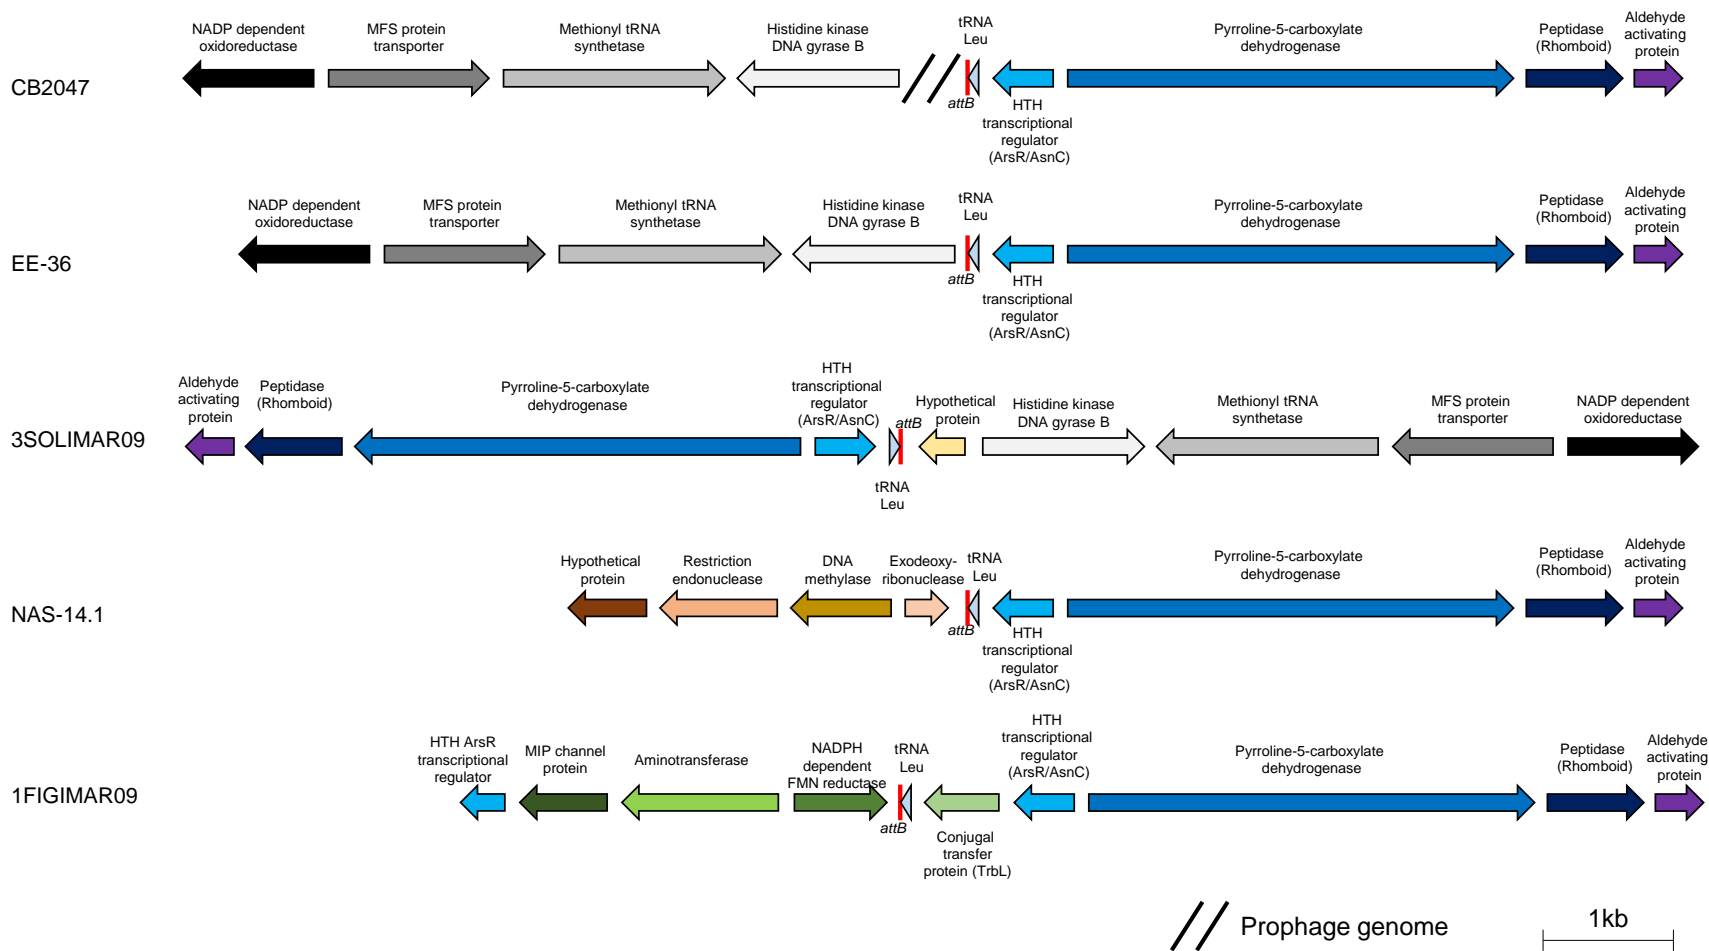 CB2047
NADP dependent
oxidoreductase
MFS protein
transporter
Methionyl tRNA
synthetase
Histidine kinase
DNA gyrase B
tRNA
Leu
attB
HTH
transcriptional
regulator
(ArsR/AsnC)
Pyrroline-5-carboxylate
dehydrogenase
Peptidase
(Rhomboid)
Aldehyde
activating
protein
EE-36
NADP dependent
oxidoreductase
MFS protein
transporter
Methionyl tRNA
synthetase
Histidine kinase
DNA gyrase B
tRNA
Leu
attB
HTH
transcriptional
regulator
(ArsR/AsnC)
Pyrroline-5-carboxylate
dehydrogenase
Peptidase
(Rhomboid)
Aldehyde
activating
protein
3SOLIMAR09
Aldehyde
activating
protein
Peptidase
(Rhomboid)
Pyrroline-5-carboxylate
dehydrogenase
HTH
transcriptional
regulator
(ArsR/AsnC)
attB
tRNA
Leu
Hypothetical
protein
Histidine kinase
DNA gyrase B
Methionyl tRNA
synthetase
MFS protein
transporter
NADP dependent
oxidoreductase
NAS-14.1
Hypothetical
protein
Restriction
endonuclease
DNA
methylase
Exodeoxy-
ribonuclease
tRNA
Leu
attB
HTH
transcriptional
regulator
(ArsR/AsnC)
Pyrroline-5-carboxylate
dehydrogenase
Peptidase
(Rhomboid)
Aldehyde
activating
protein
1FIGIMAR09
HTH ArsR
transcriptional
regulator
MIP channel
protein
Aminotransferase
NADPH
dependent
FMN reductase
tRNA
Leu
attB
Conjugal
transfer
protein (TrbL)
HTH
transcriptional
regulator
(ArsR/AsnC)
Pyrroline-5-carboxylate
dehydrogenase
Peptidase
(Rhomboid)
Aldehyde
activating
protein
Prophage genome
1kb